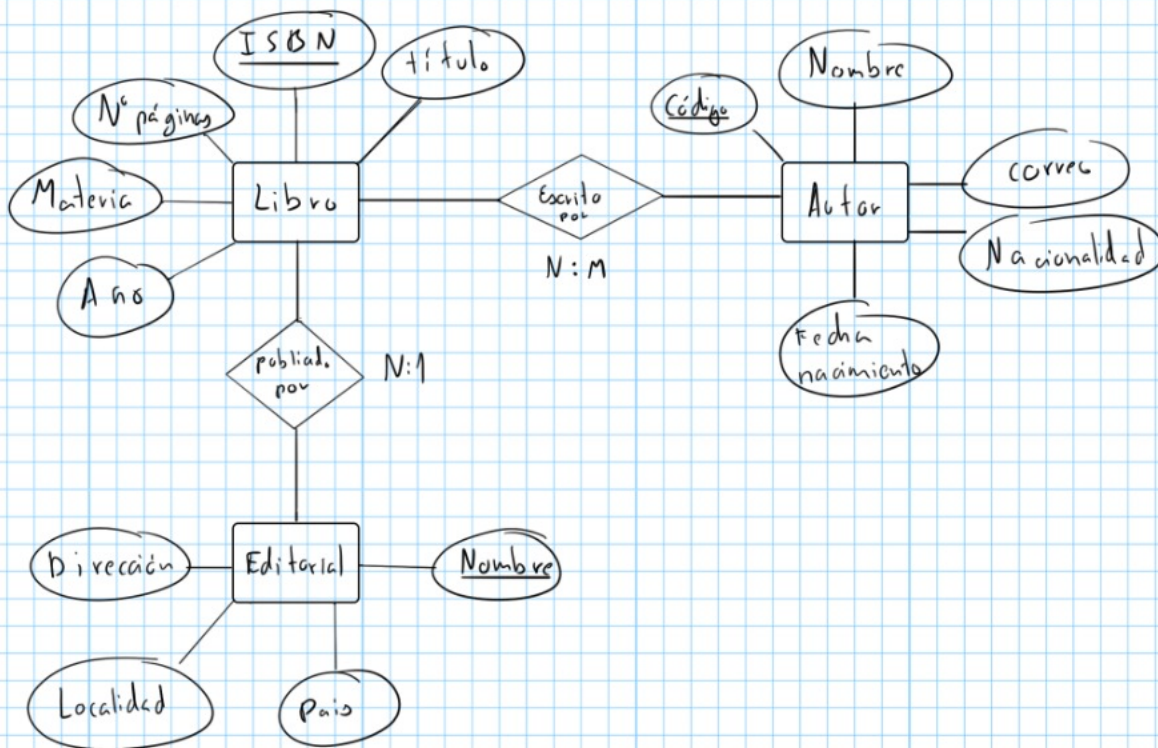 ISBN
título
Nº páginas
Materia
Libro
Año
Escrito
por
N:M
Código
Nombre
Autor
correo
Nacionalidad
Fecha
nacimiento
publiad.
por
N:1
Dirección
Editorial
Nombre
Localidad
País